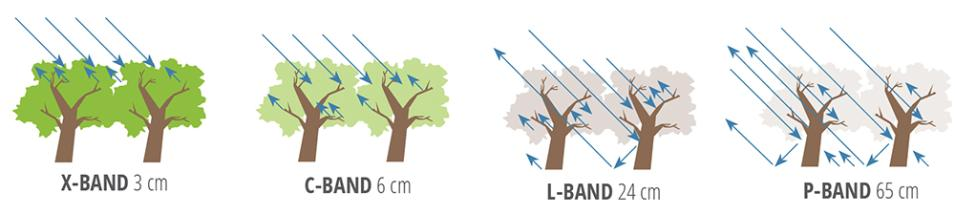 X-BAND 3 cm
C-BAND 6 cm
L-BAND 24 cm
P-BAND 65 cm